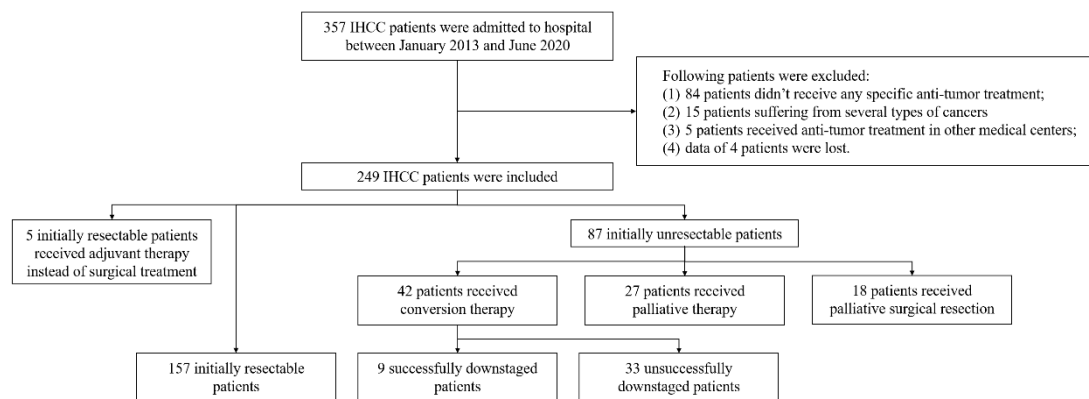 357 IHCC patients were admitted to hospital
between January 2013 and June 2020
Following patients were excluded:
(1) 84 patients didn’t receive any specific anti-tumor treatment;
(2) 15 patients suffering from several types of cancers
(3) 5 patients received anti-tumor treatment in other medical centers;
(4) data of 4 patients were lost.
249 IHCC patients were included
5 initially resectable patients
received adjuvant therapy
instead of surgical treatment
87 initially unresectable patients
42 patients received
conversion therapy
27 patients received
palliative therapy
18 patients received
palliative surgical resection
157 initially resectable
patients
9 successfully downstaged
patients
33 unsuccessfully
downstaged patients